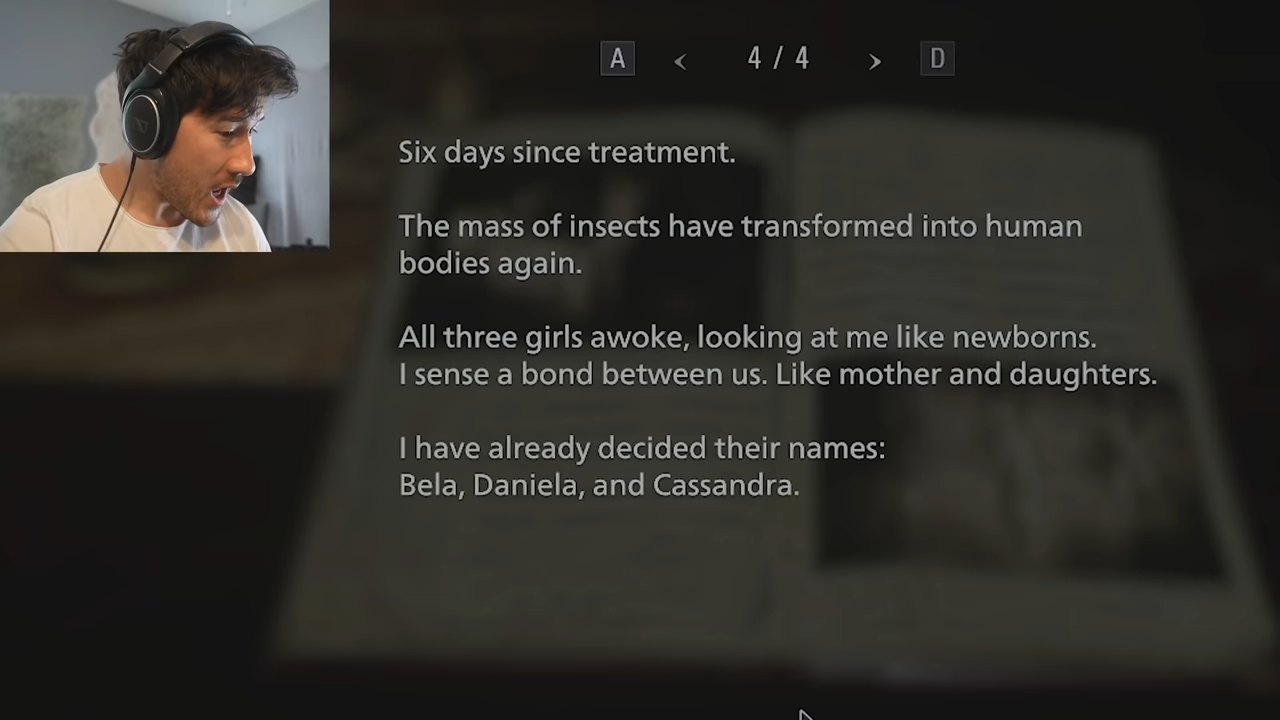 A < 4 / 4 > D
Six days since treatment.
The mass of insects have transformed into human
bodies again.
All three girls awoke, looking at me like newborns.
I sense a bond between us. Like mother and daughters.
I have already decided their names:
Bela, Daniela, and Cassandra.